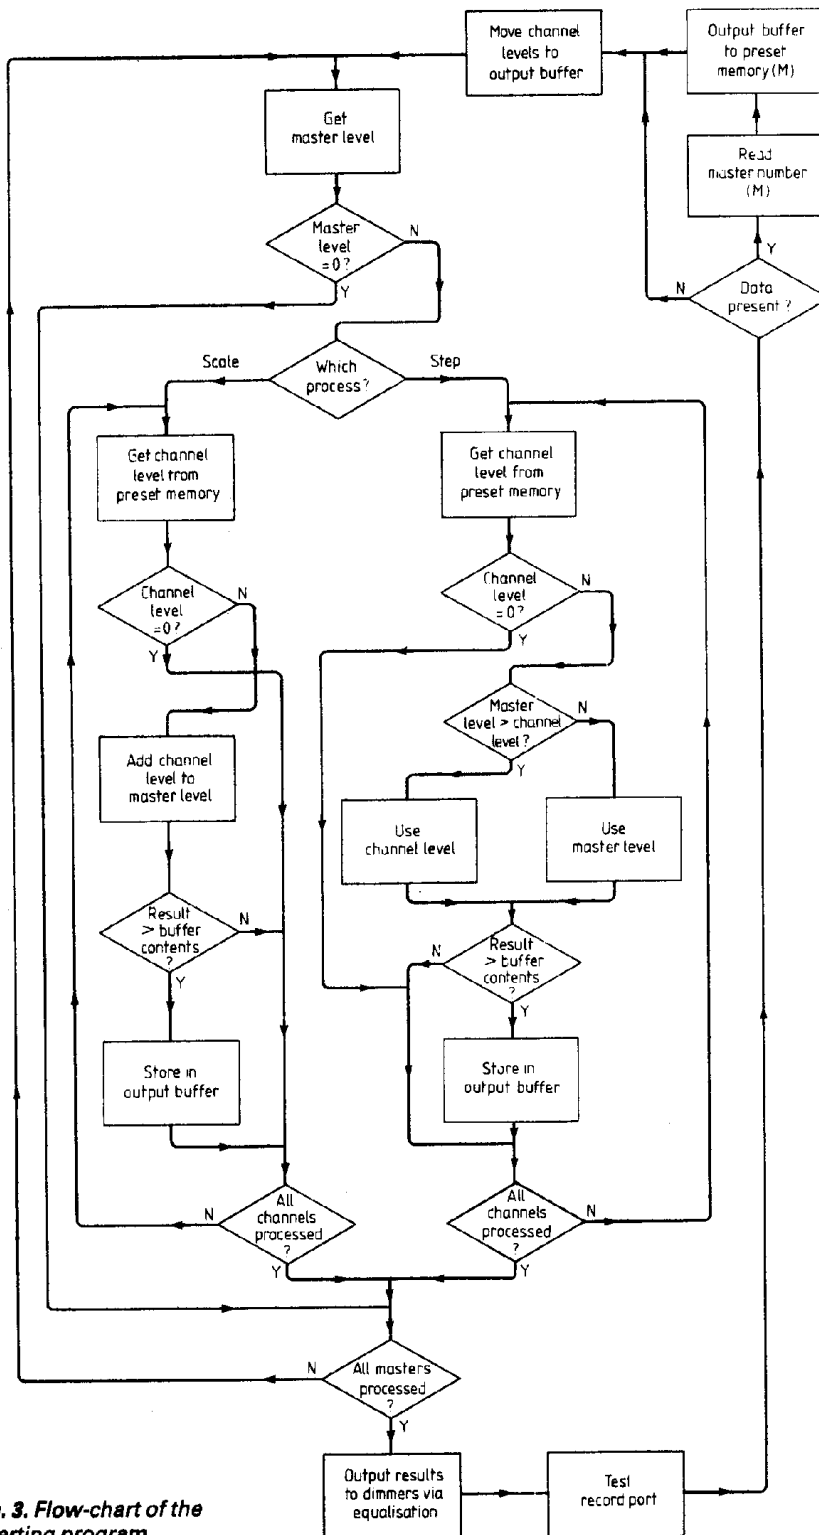 Move channel
levels to
output buffer
Output buffer
to preset
memory (M)
Get
master level
Read
master number
(M)
Master
level
=0?
N
Y
Y
N
Data
present ?
Scale
Which
process?
Step
Get channel
level from
preset memory
Get channel
level from
preset memory
Channel
level
=0?
N
Y
Channel
level
=0?
N
Y
Master
level > channel
level?
N
Y
Add channel
level to
master level
Use
channel level
Use
master level
Result
> buffer
contents
?
N
Y
Result
> buffer
contents
?
N
Y
Store in
output buffer
Store in
output buffer
All
channels
processed
?
N
Y
All
channels
processed
?
N
Y
All masters
processed
?
N
Y
Output results
to dimmers via
equalisation
Test
record port
. 3. Flow-chart of the
program